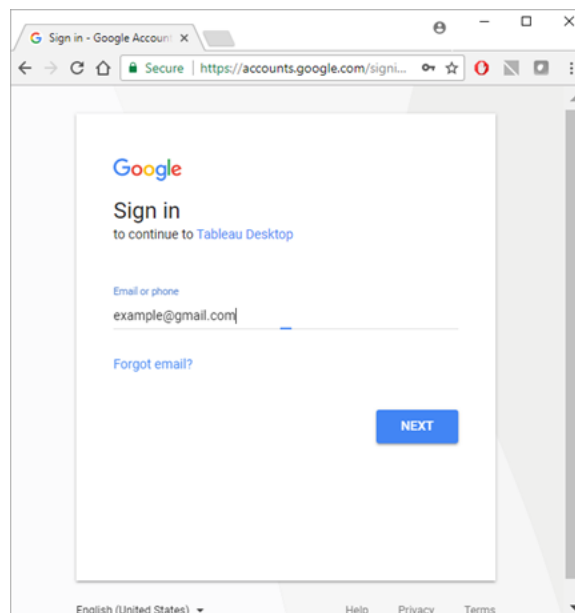 Sign in - Google Accoun
Secure | https://accounts.google.com/signi...
Google
Sign in
to continue to Tableau Desktop
Email or phone
example@gmail.com
Forgot email?
NEXT
English (United States)
Help Privacy Terms